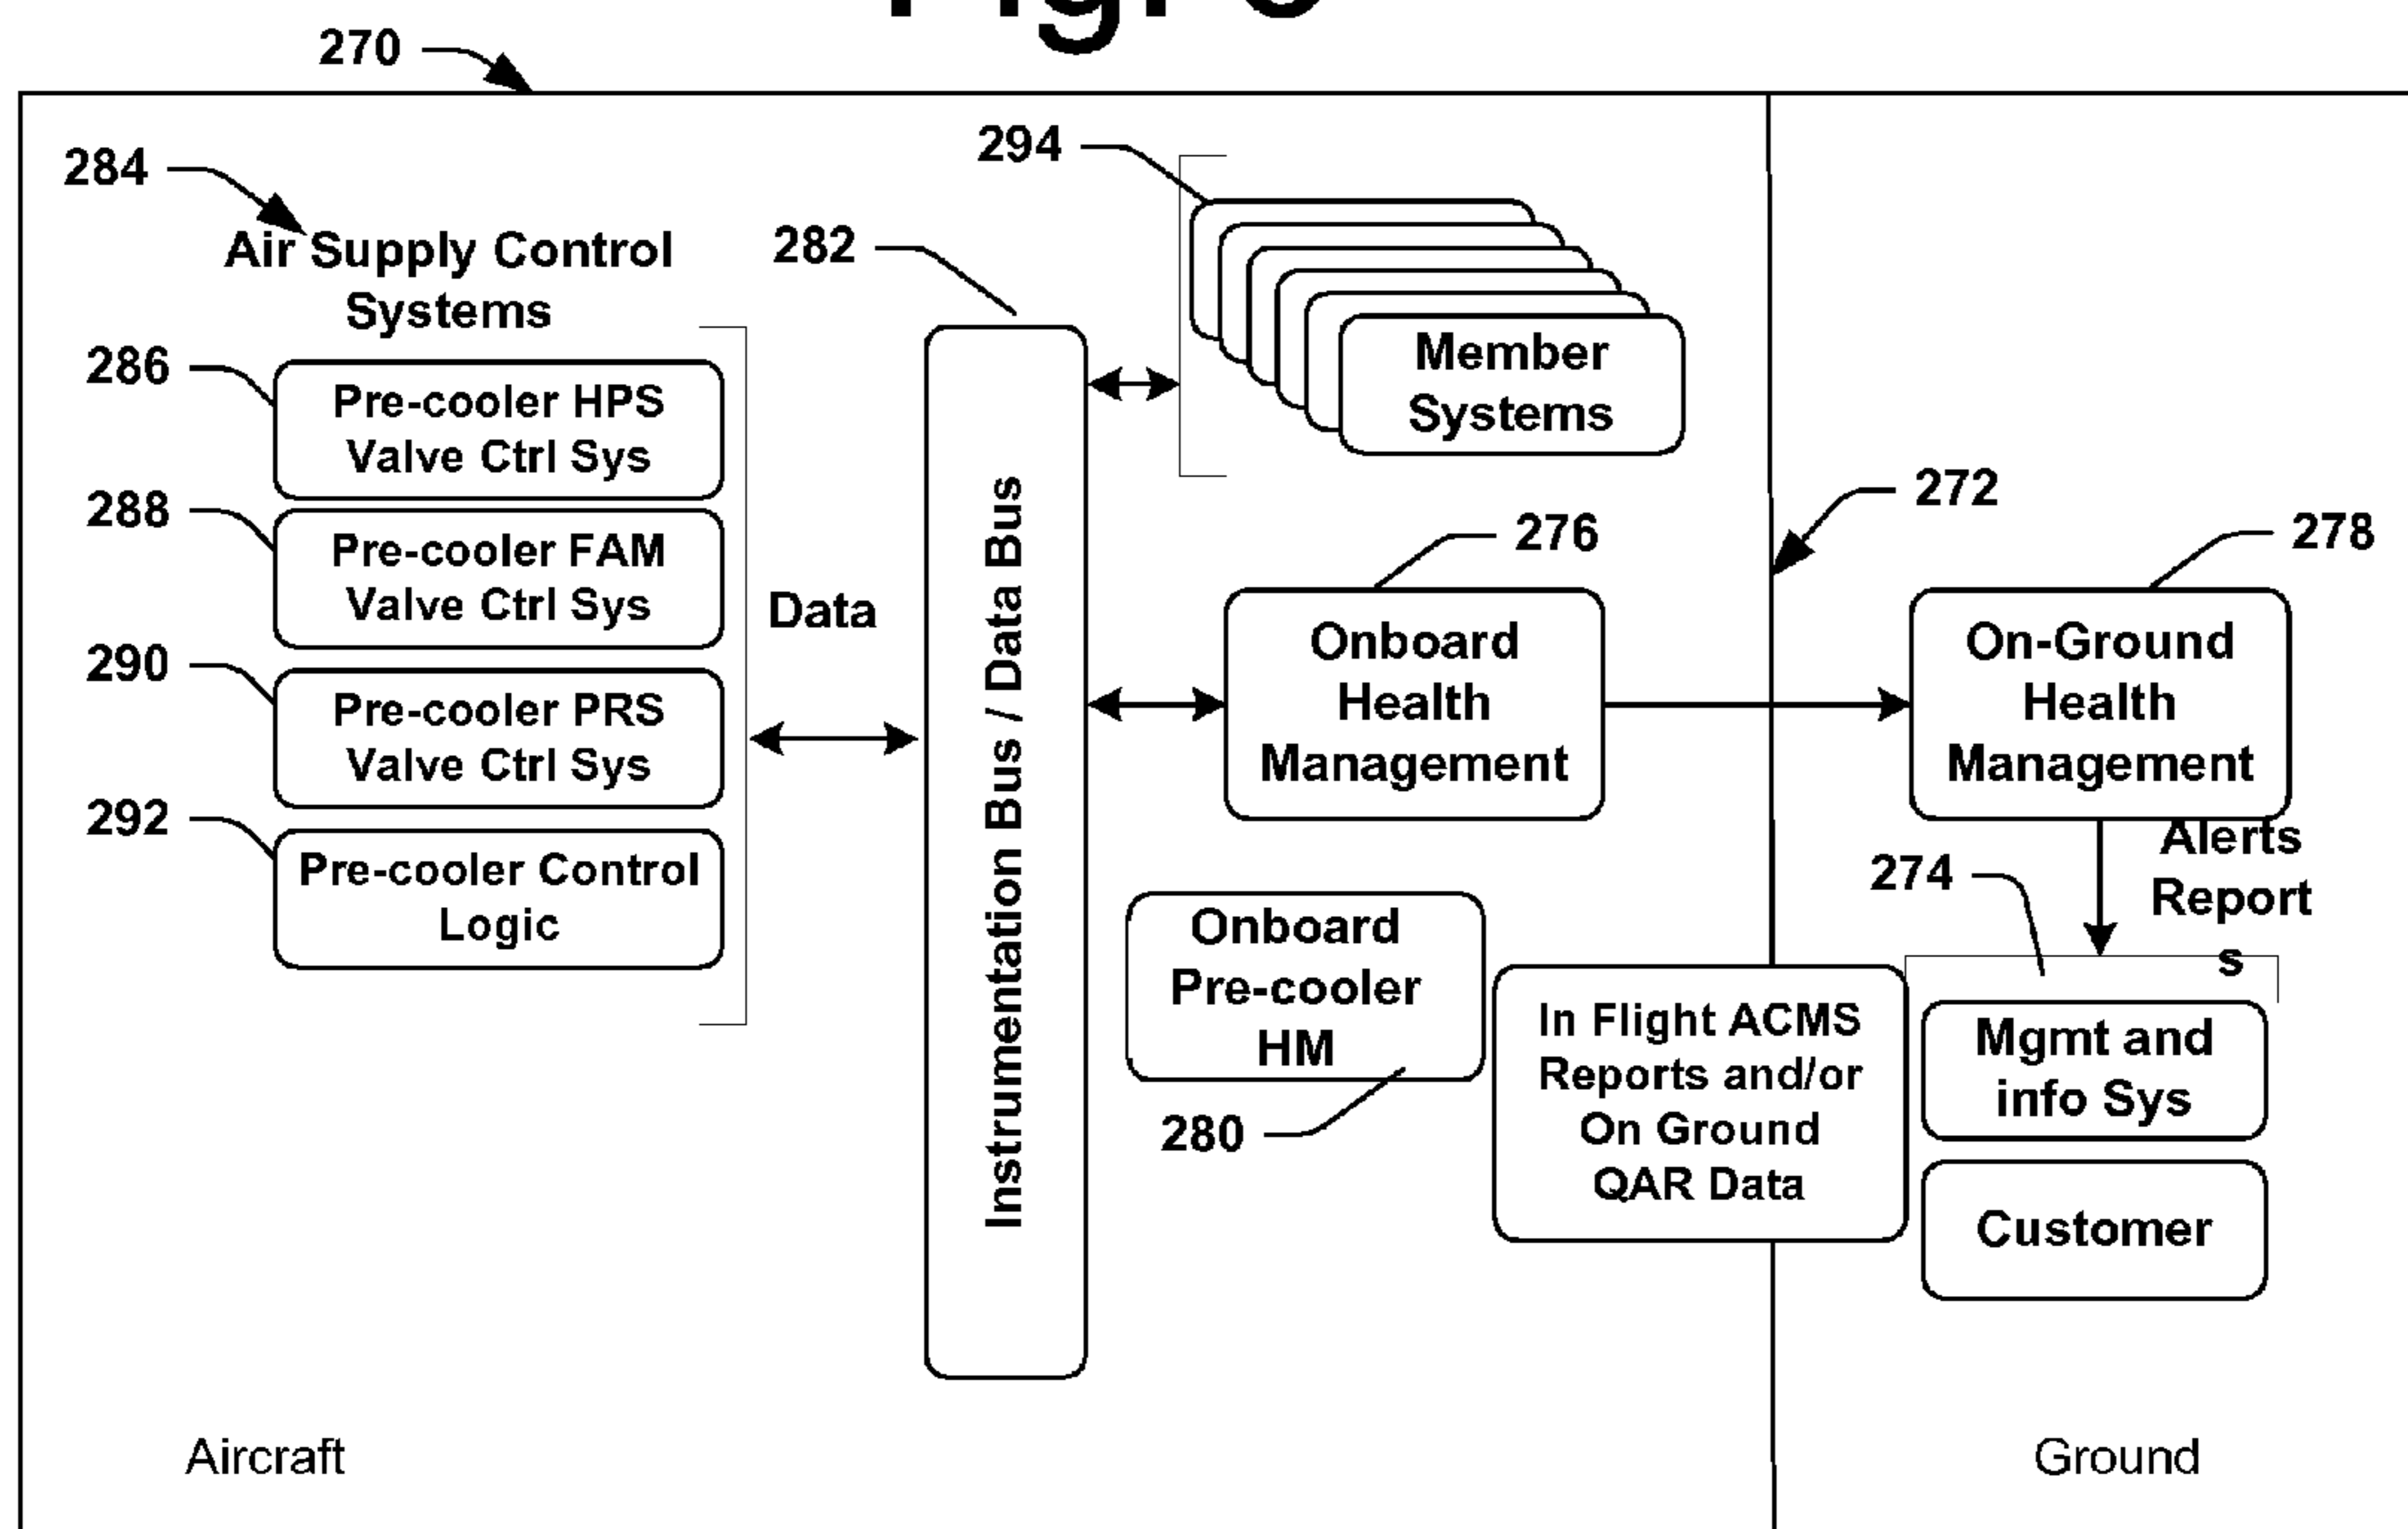 270
284
Air Supply Control
Systems
286
Pre-cooler HPS
Valve Ctrl Sys
288
Pre-cooler FAM
Valve Ctrl Sys
290
Pre-cooler PRS
Valve Ctrl Sys
292
Pre-cooler Control
Logic
Data
282
Instrumentation Bus / Data Bus
294
Member
Systems
272
276
Onboard
Health
Management
278
On-Ground
Health
Management
Alerts
Report
s
274
Onboard
Pre-cooler
HM
280
In Flight ACMS
Reports and/or
On Ground
QAR Data
Mgmt and
info Sys
Customer
Aircraft
Ground